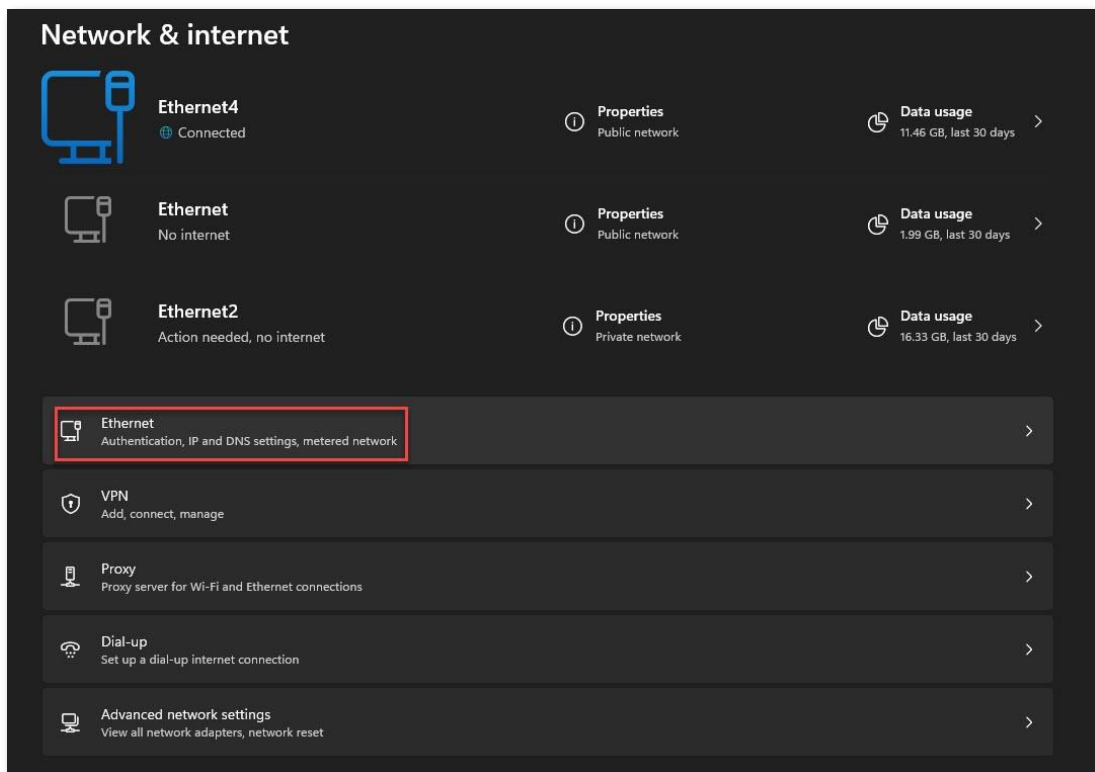 Network & internet
Ethernet4
Connected
Properties
Public network
Data usage
11.46 GB, last 30 days
Ethernet
No internet
Properties
Public network
Data usage
1.99 GB, last 30 days
Ethernet2
Action needed, no internet
Properties
Private network
Data usage
16.33 GB, last 30 days
Ethernet
Authentication, IP and DNS settings, metered network
VPN
Add, connect, manage
Proxy
Proxy server for Wi-Fi and Ethernet connections
Dial-up
Set up a dial-up internet connection
Advanced network settings
View all network adapters, network reset